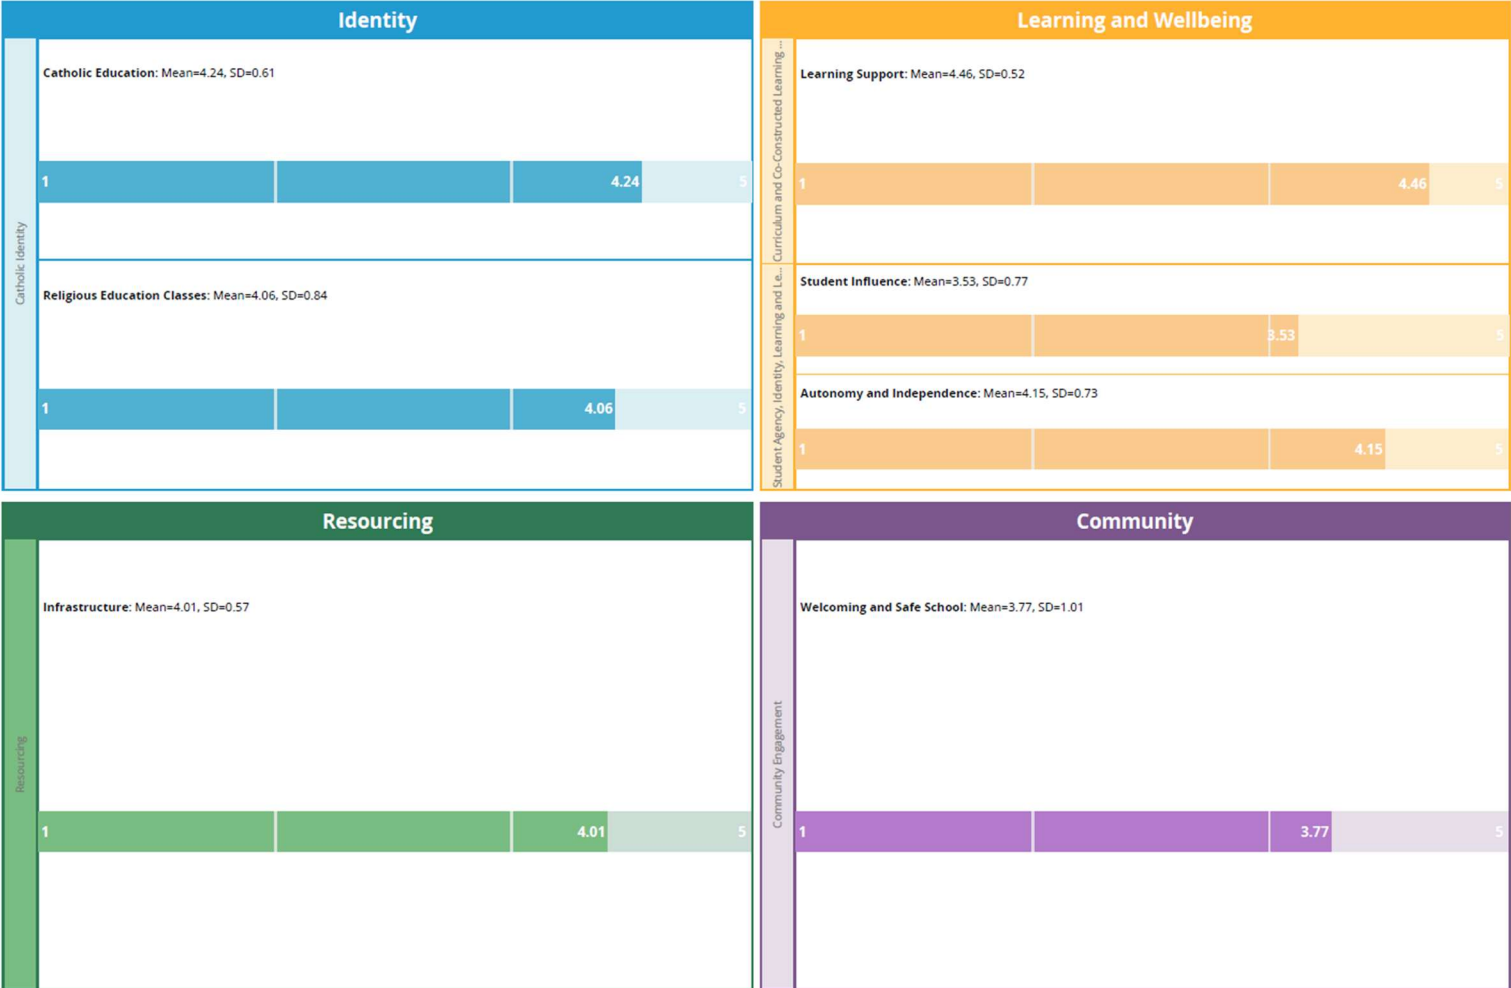 Identity
Catholic Identity
Catholic Education: Mean=4.24, SD=0.61
1 4.24 5
Religious Education Classes: Mean=4.06, SD=0.84
1 4.06 5
Learning and Wellbeing
Curriculum and Co-Constructed Learning ...
Learning Support: Mean=4.46, SD=0.52
1 4.46 5
Student Agency, Identity, Learning and Le...
Student Influence: Mean=3.53, SD=0.77
1 3.53 5
Autonomy and Independence: Mean=4.15, SD=0.73
1 4.15 5
Resourcing
Resourcing
Infrastructure: Mean=4.01, SD=0.57
1 4.01 5
Community
Community Engagement
Welcoming and Safe School: Mean=3.77, SD=1.01
1 3.77 5